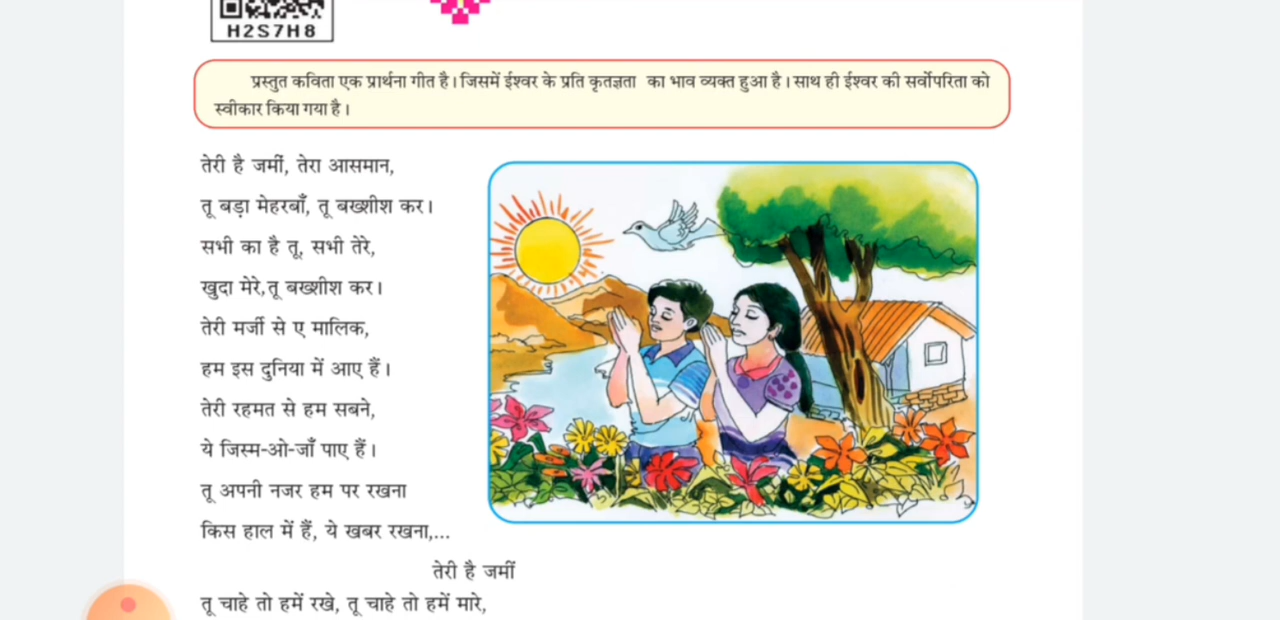 H2S7H8
प्रस्तुत कविता एक प्रार्थना गीत है। जिसमें ईश्वर के प्रति कृतज्ञता का भाव व्यक्त हुआ है। साथ ही ईश्वर की सर्वोपरिता को
स्वीकार किया गया है।
तेरी है जमीं, तेरा आसमान,
तू बड़ा मेहरबाँ, तू बख्शीश कर।
सभी का है तू, सभी तेरे,
खुदा मेरे,तू बख्शीश कर।
तेरी मर्जी से ए मालिक,
हम इस दुनिया में आए हैं।
तेरी रहमत से हम सबने,
ये जिस्म-ओ-जाँ पाए हैं।
तू अपनी नजर हम पर रखना
किस हाल में हैं, ये खबर रखना,...
तेरी है जमीं
तू चाहे तो हमें रखे, तू चाहे तो हमें मारे,